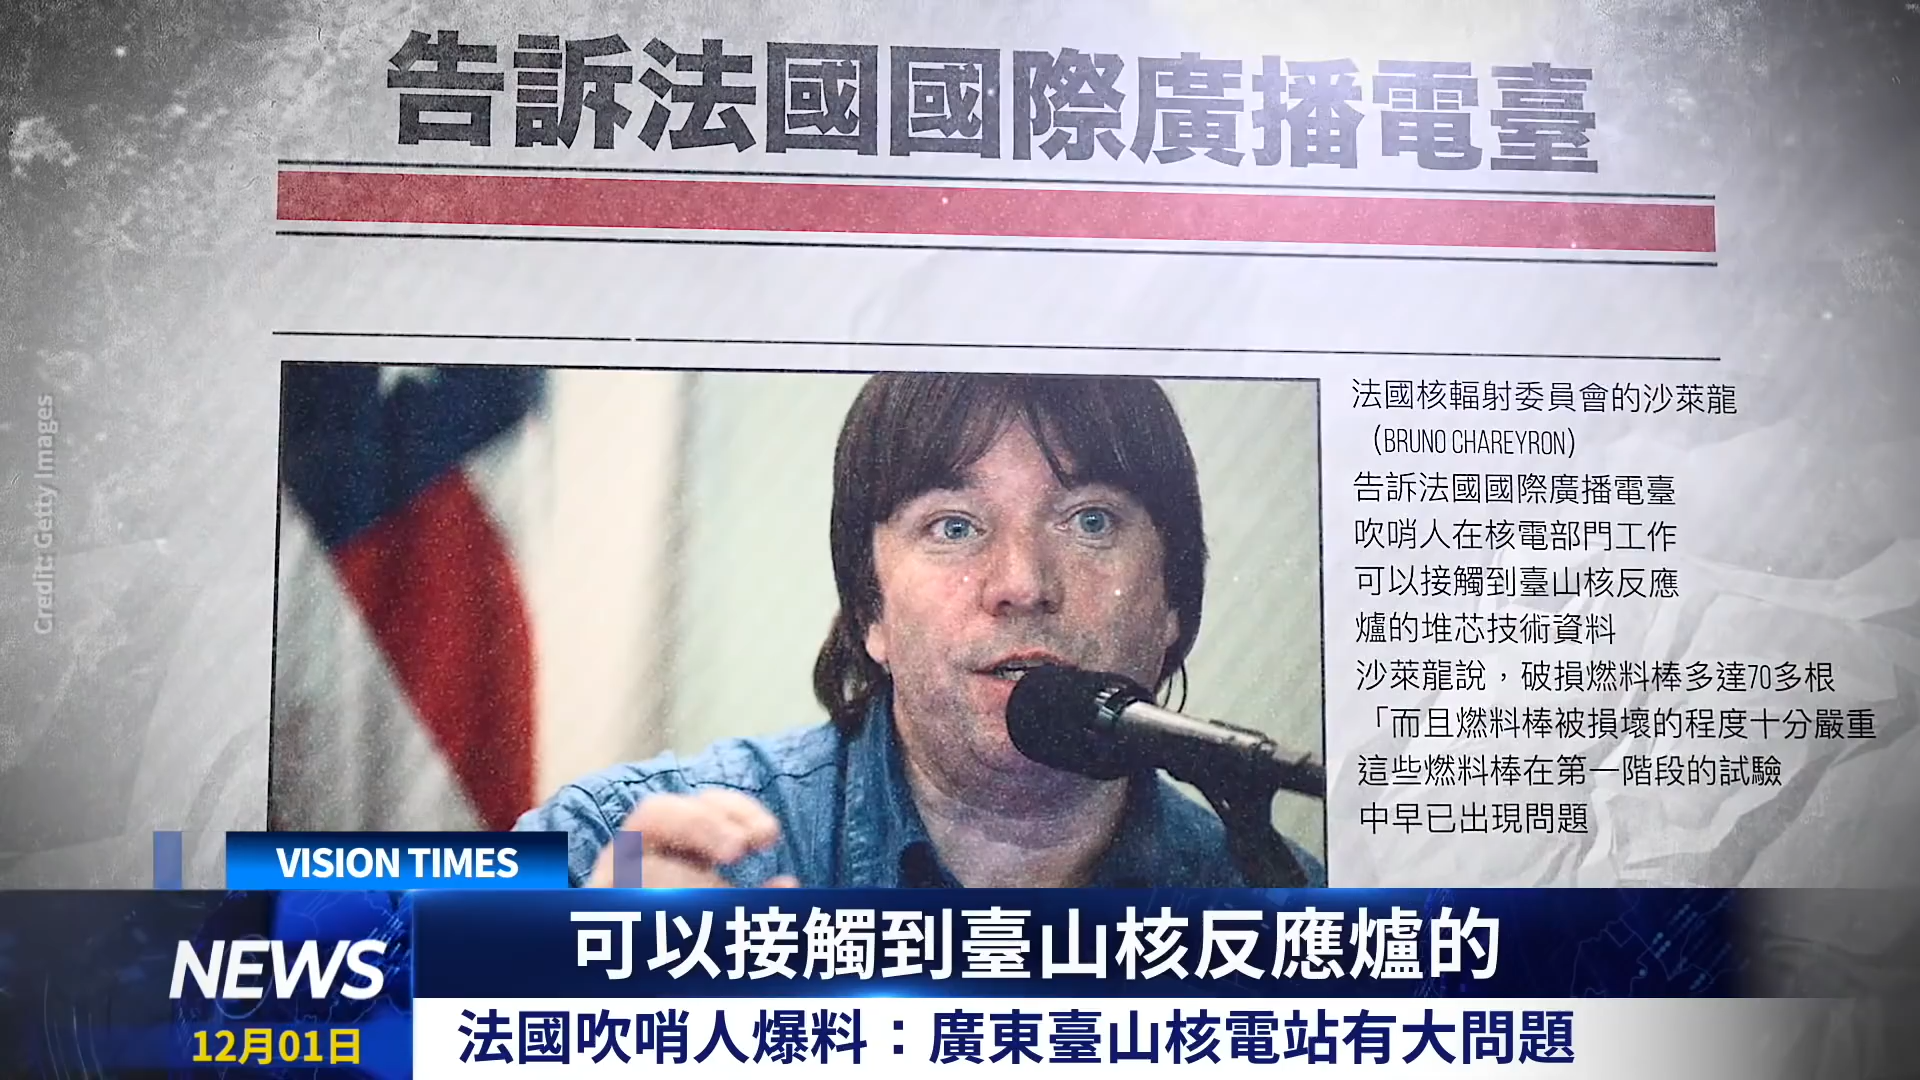 告訴法國國際廣播電臺
Credit: Getty Images
法國核輻射委員會的沙萊龍
（BRUNO CHAREYRON）
告訴法國國際廣播電臺
吹哨人在核電部門工作
可以接觸到臺山核反應
爐的堆芯技術資料
沙萊龍說，破損燃料棒多達70多根
「而且燃料棒被損壞的程度十分嚴重
這些燃料棒在第一階段的試驗
中早已出現問題
VISION TIMES
NEWS
12月01日
可以接觸到臺山核反應爐的
法國吹哨人爆料：廣東臺山核電站有大問題